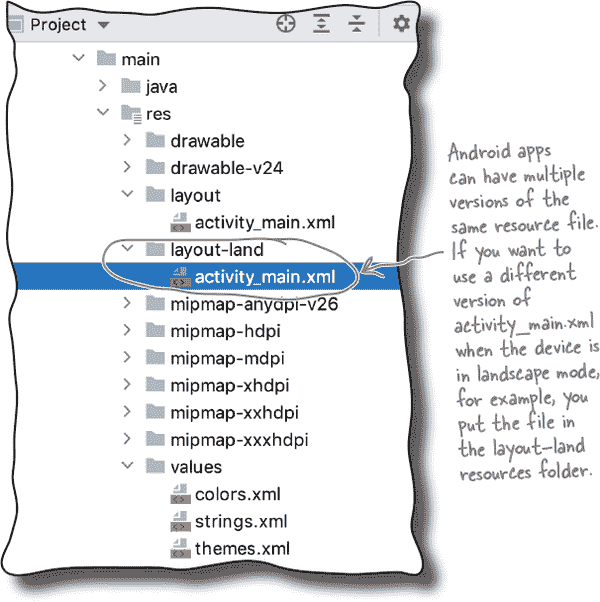 Project
main
java
res
drawable
drawable-v24
layout
activity_main.xml
layout-land
activity_main.xml
mipmap-anydpi-v26
mipmap-hdpi
mipmap-mdpi
mipmap-xhdpi
mipmap-xxhdpi
mipmap-xxxhdpi
values
colors.xml
strings.xml
themes.xml
Android apps
can have multiple
versions of the
same resource file.
If you want to
use a different
version of
activity_main.xml
when the device is
in landscape mode,
for example, you
put the file in
the layout-land
resources folder.